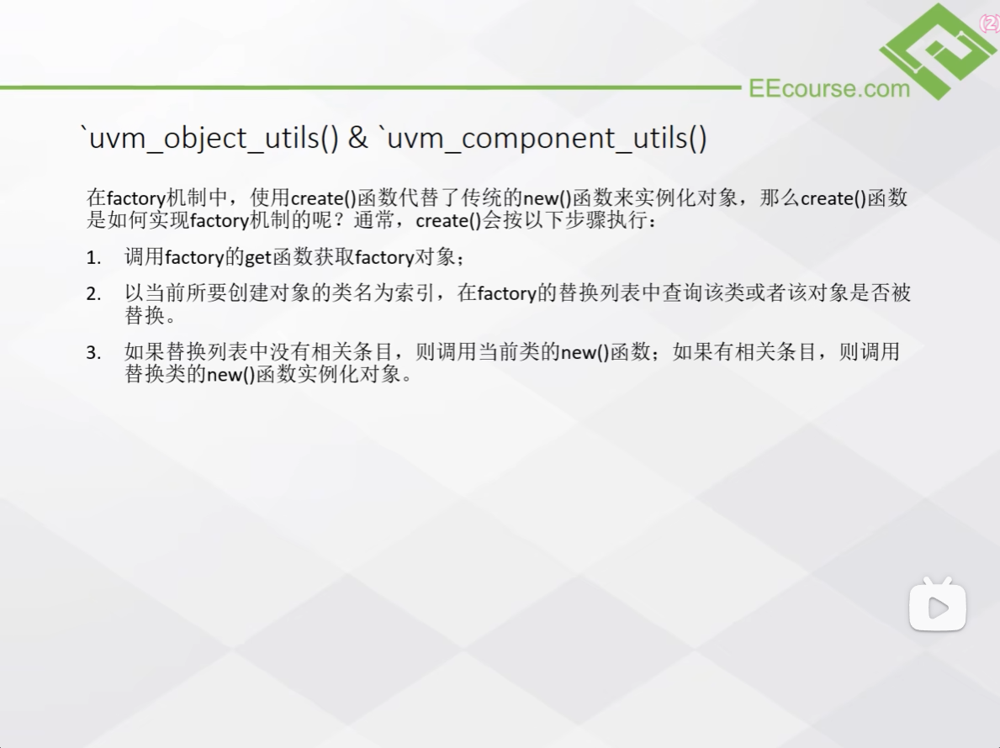 (2)
EEcourse.com
`uvm_object_utils() & `uvm_component_utils()
在factory机制中，使用create()函数代替了传统的new()函数来实例化对象，那么create()函数
是如何实现factory机制的呢？通常，create()会按以下步骤执行：
1. 调用factory的get函数获取factory对象；
2. 以当前所要创建对象的类名为索引，在factory的替换列表中查询该类或者该对象是否被
替换。
3. 如果替换列表中没有相关条目，则调用当前类的new()函数；如果有相关条目，则调用
替换类的new()函数实例化对象。